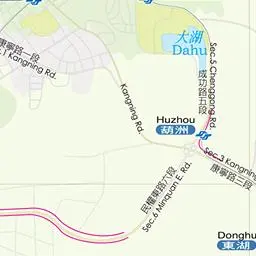 大湖
Dahu
Sec.5 Chenggong Rd.
成功路五段
康寧路一段
Sec.1 Kangning Rd.
Kangning Rd.
Huzhou
葫洲
Sec.3 Kangning
康寧路三段
民權東路六段
Sec.6 Minquan E. Rd.
Donghu
東湖